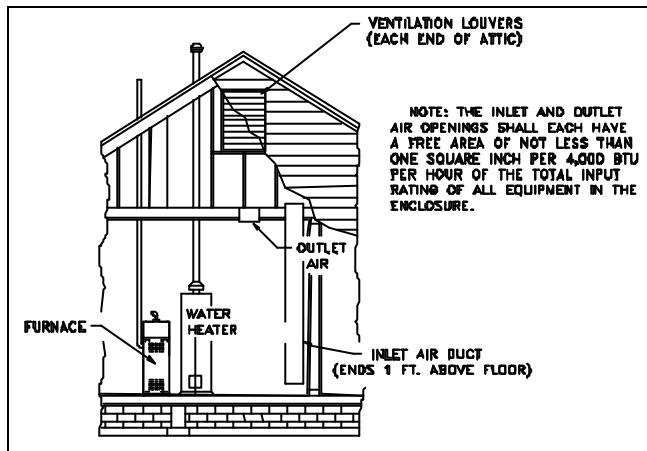 VENTILATION LOUVERS
(EACH END OF ATTIC)
NOTE: THE INLET AND OUTLET
AIR OPENINGS SHALL EACH HAVE
A FREE AREA OF NOT LESS THAN
ONE SQUARE INCH PER 4,000 BTU
PER HOUR OF THE TOTAL INPUT
RATING OF ALL EQUIPMENT IN THE
ENCLOSURE.
OUTLET
AIR
WATER
HEATER
FURNACE
INLET AIR DUCT
(ENDS 1 FT. ABOVE FLOOR)